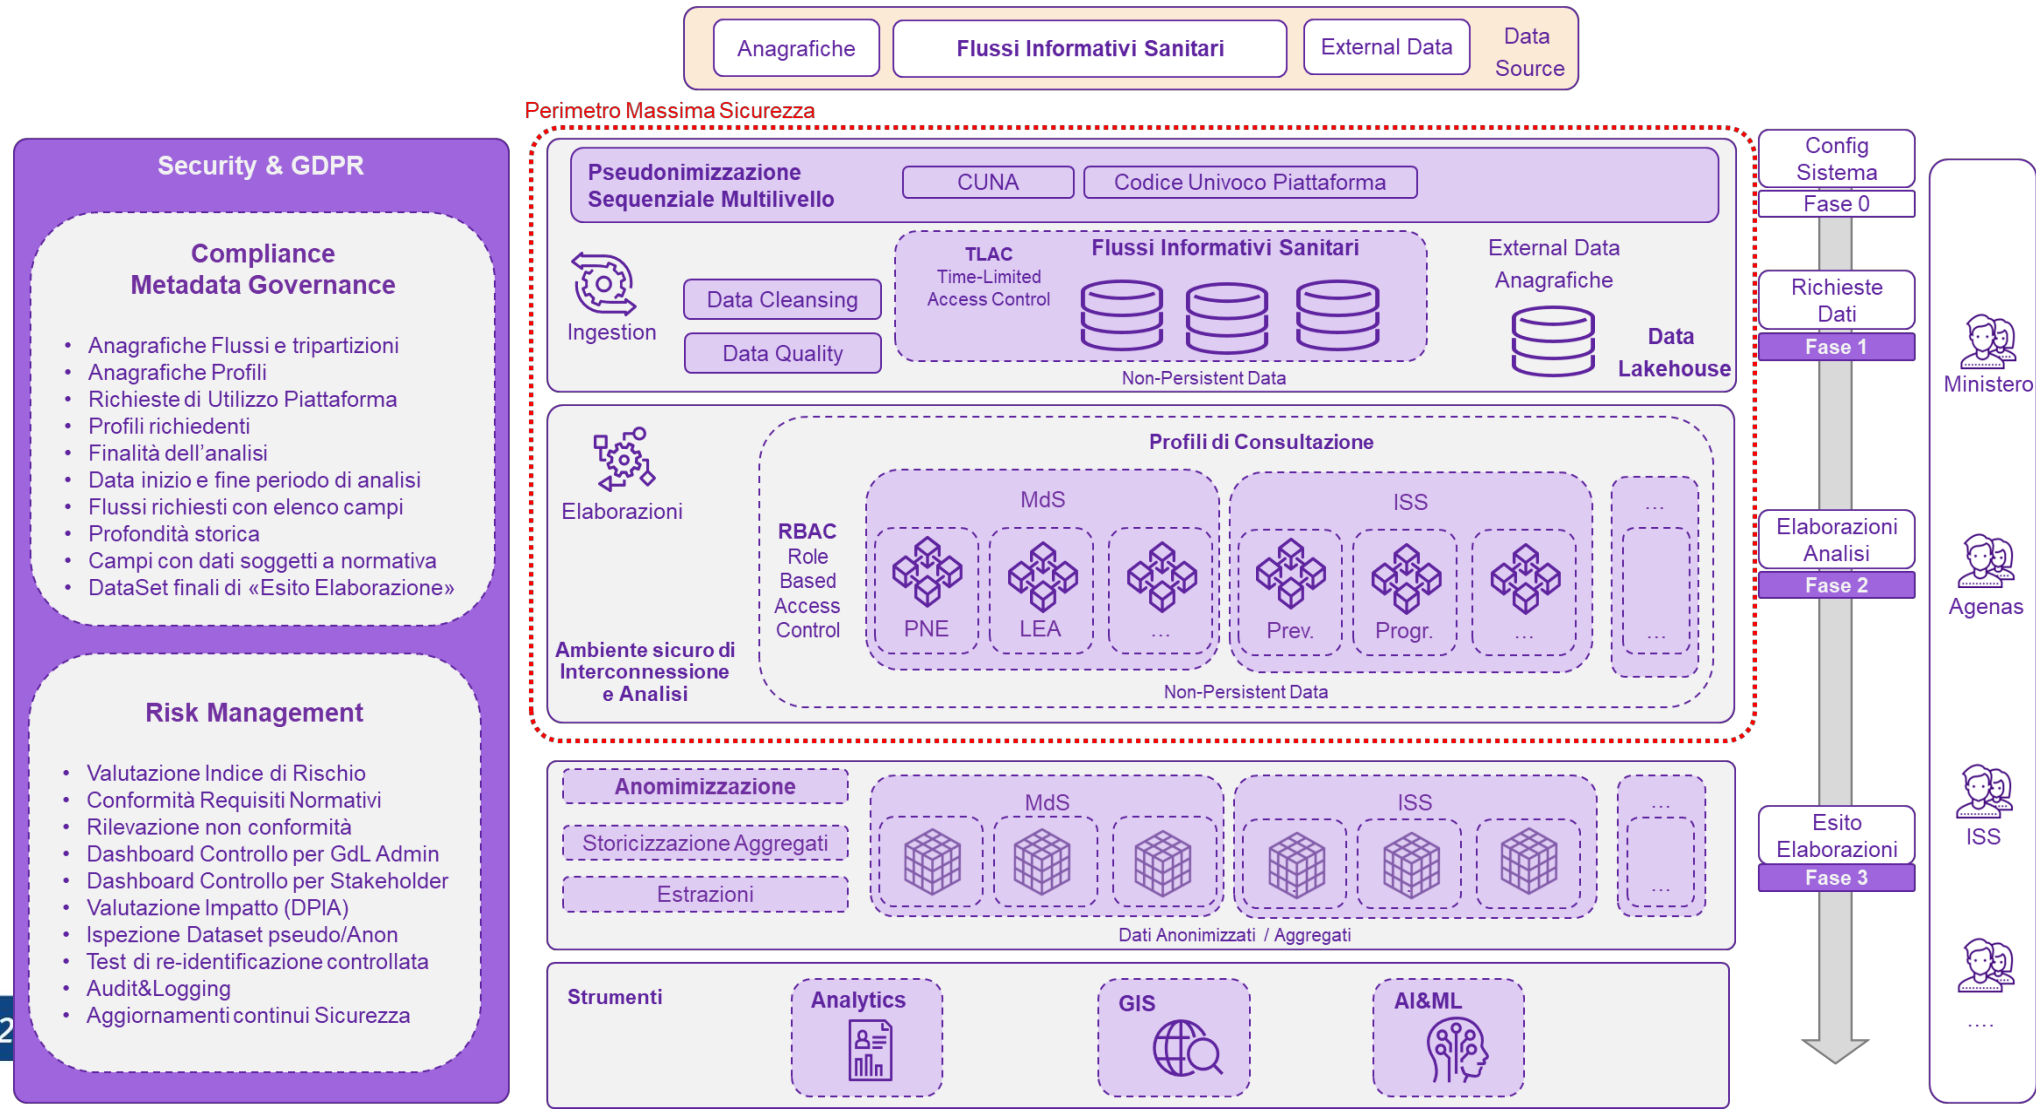 Anagrafiche
Flussi Informativi Sanitari
External Data
Data
Source
Perimetro Massima Sicurezza
Security & GDPR
Compliance
Metadata Governance
• Anagrafiche Flussi e tripartizioni
• Anagrafiche Profili
• Richieste di Utilizzo Piattaforma
• Profili richiedenti
• Finalità dell'analisi
• Data inizio e fine periodo di analisi
• Flussi richiesti con elenco campi
• Profondità storica
• Campi con dati soggetti a normativa
• DataSet finali di «Esito Elaborazione»
Risk Management
• Valutazione Indice di Rischio
• Conformità Requisiti Normativi
• Rilevazione non conformità
• Dashboard Controllo per GdL Admin
• Dashboard Controllo per Stakeholder
• Valutazione Impatto (DPIA)
• Ispezione Dataset pseudo/Anon
• Test di re-identificazione controllata
• Audit&Logging
• Aggiornamenti continui Sicurezza
2
Pseudonimizzazione
Sequenziale Multilivello
CUNA
Codice Univoco Piattaforma
Ingestion
Data Cleansing
Data Quality
TLAC
Time-Limited
Access Control
Flussi Informativi Sanitari
Non-Persistent Data
External Data
Anagrafiche
Data
Lakehouse
Elaborazioni
Ambiente sicuro di
Interconnessione
e Analisi
Profili di Consultazione
RBAC
Role
Based
Access
Control
MdS
PNE
LEA
...
ISS
Prev.
Progr.
...
...
...
Non-Persistent Data
Anomimizzazione
Storicizzazione Aggregati
Estrazioni
MdS
ISS
.
.
...
...
Dati Anonimizzati / Aggregati
Strumenti
Analytics
GIS
AI&ML
Config
Sistema
Fase 0
Richieste
Dati
Fase 1
Elaborazioni
Analisi
Fase 2
Esito
Elaborazioni
Fase 3
Ministero
Agenas
ISS
....